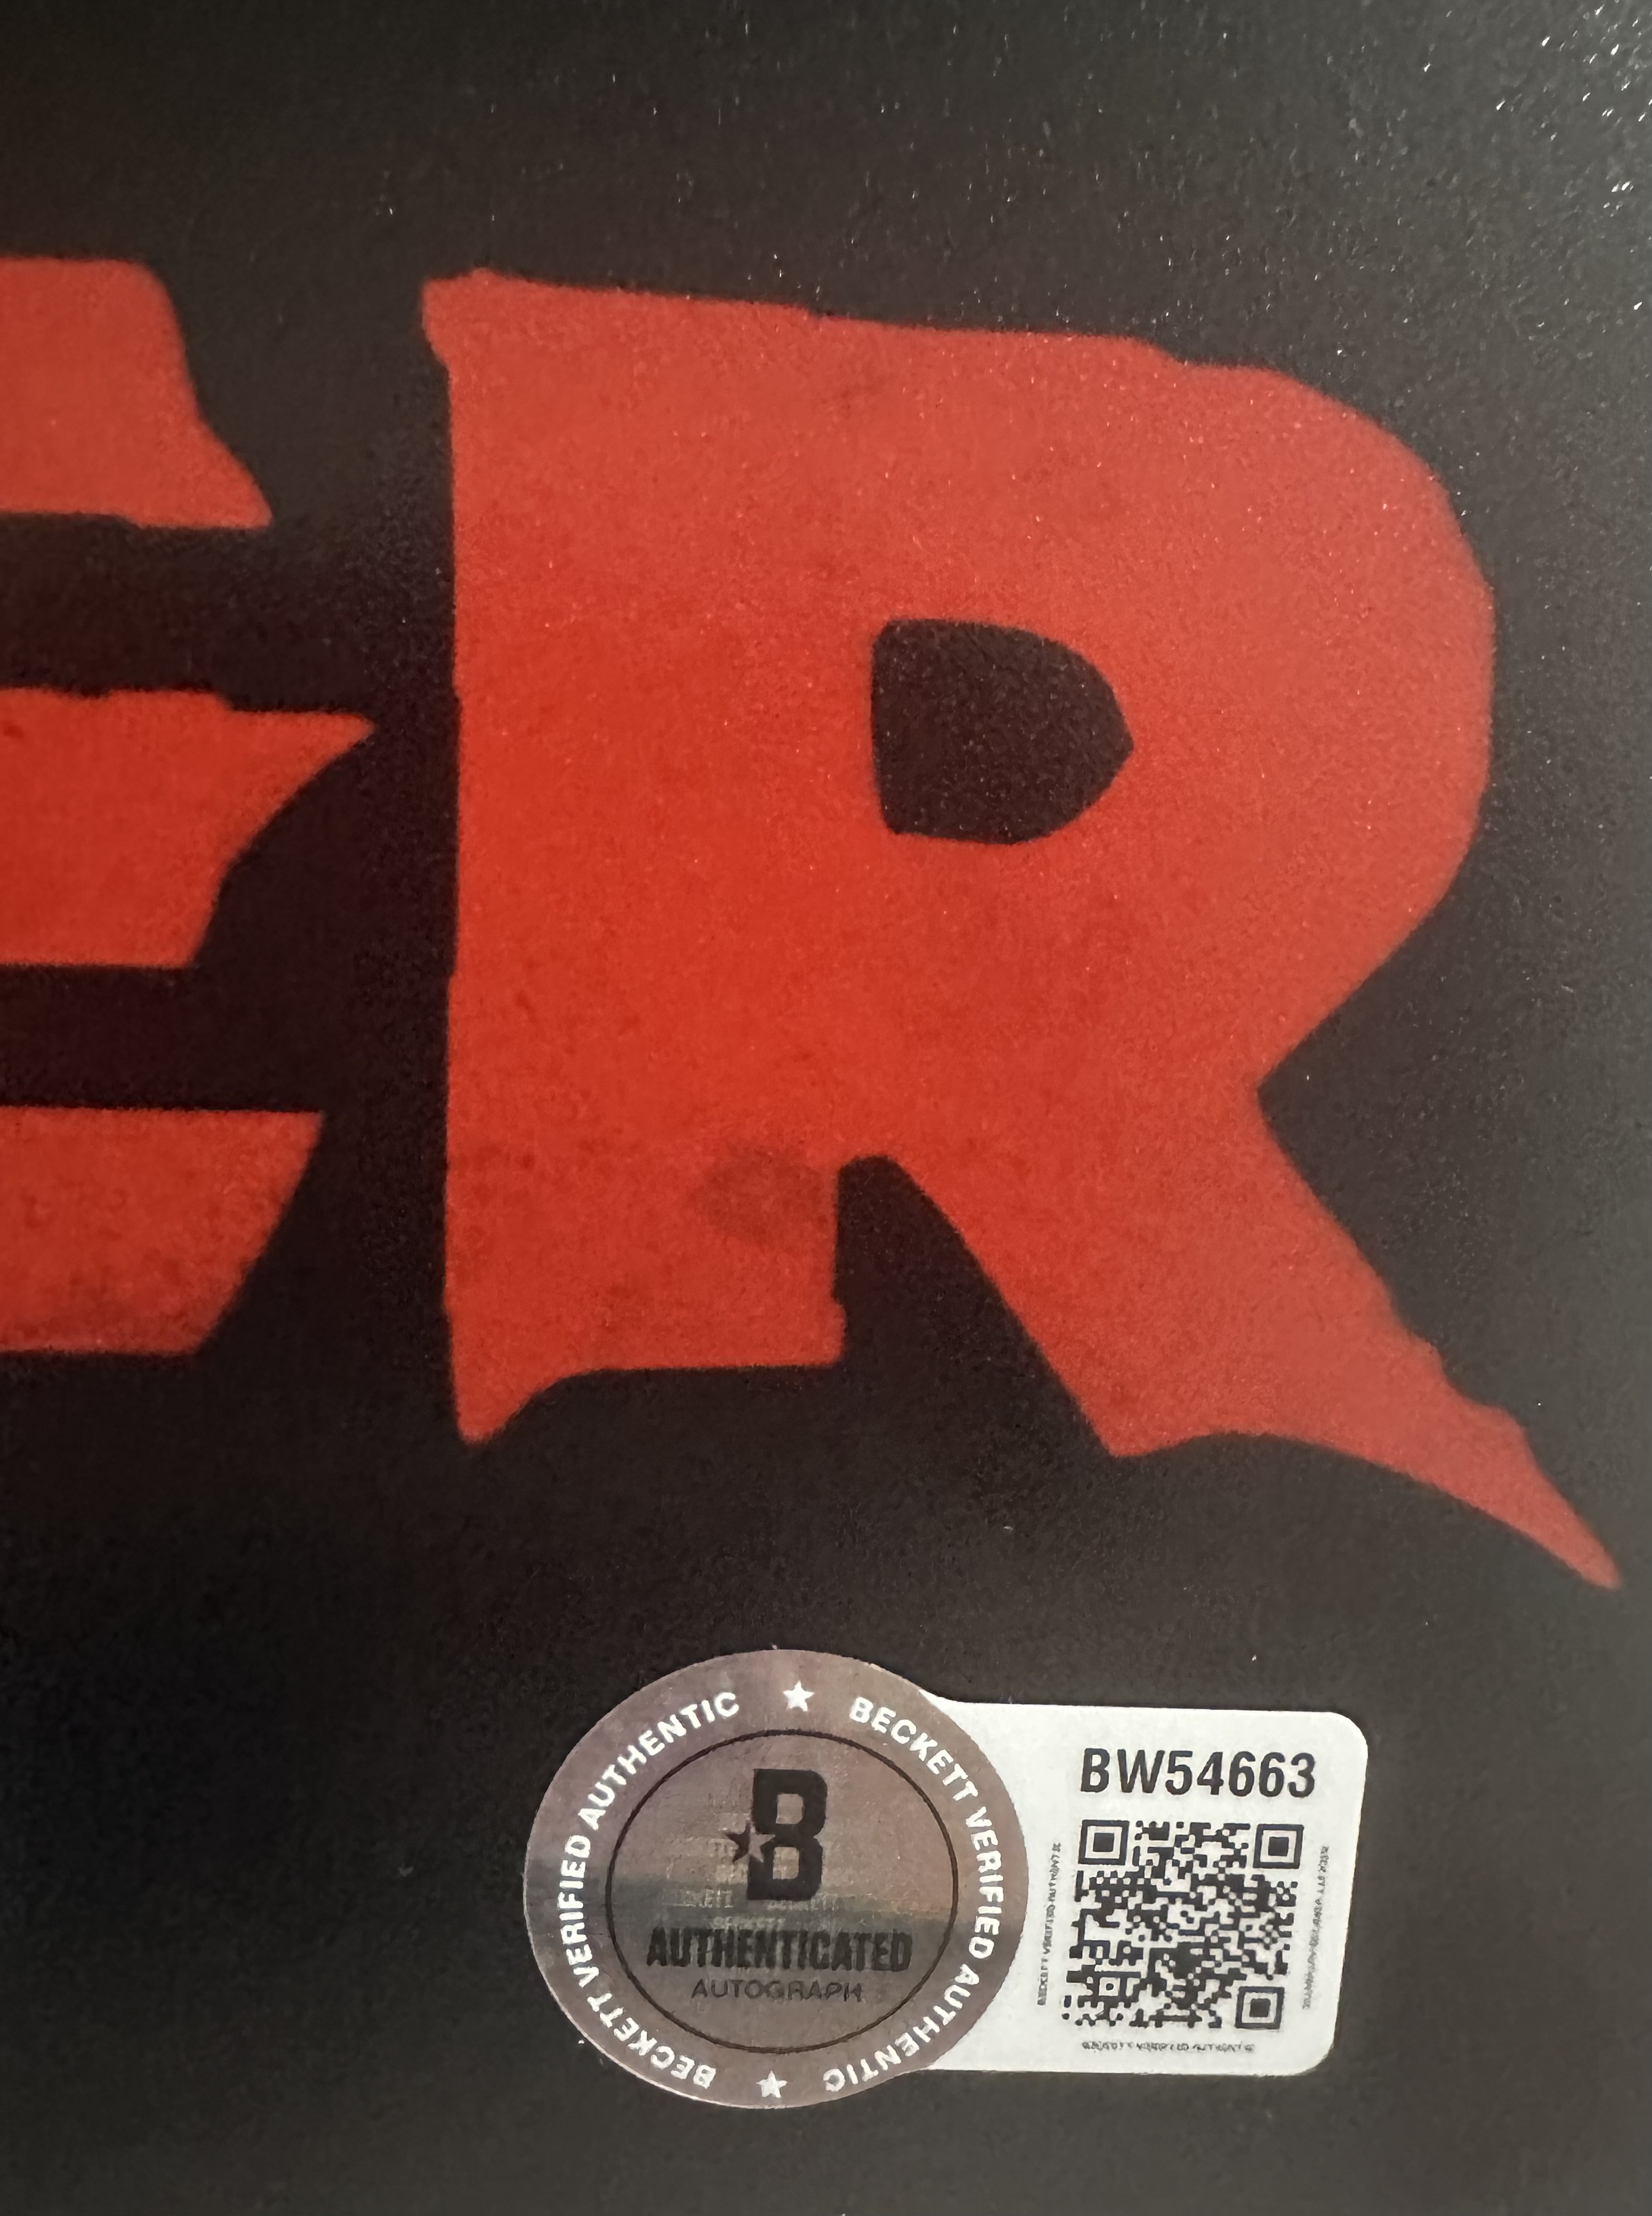 ER
BECKETT VERIFIED AUTHENTIC ★ BECKETT VERIFIED AUTHENTIC ★
B
AUTHENTICATED
AUTOGRAPH
BW54663